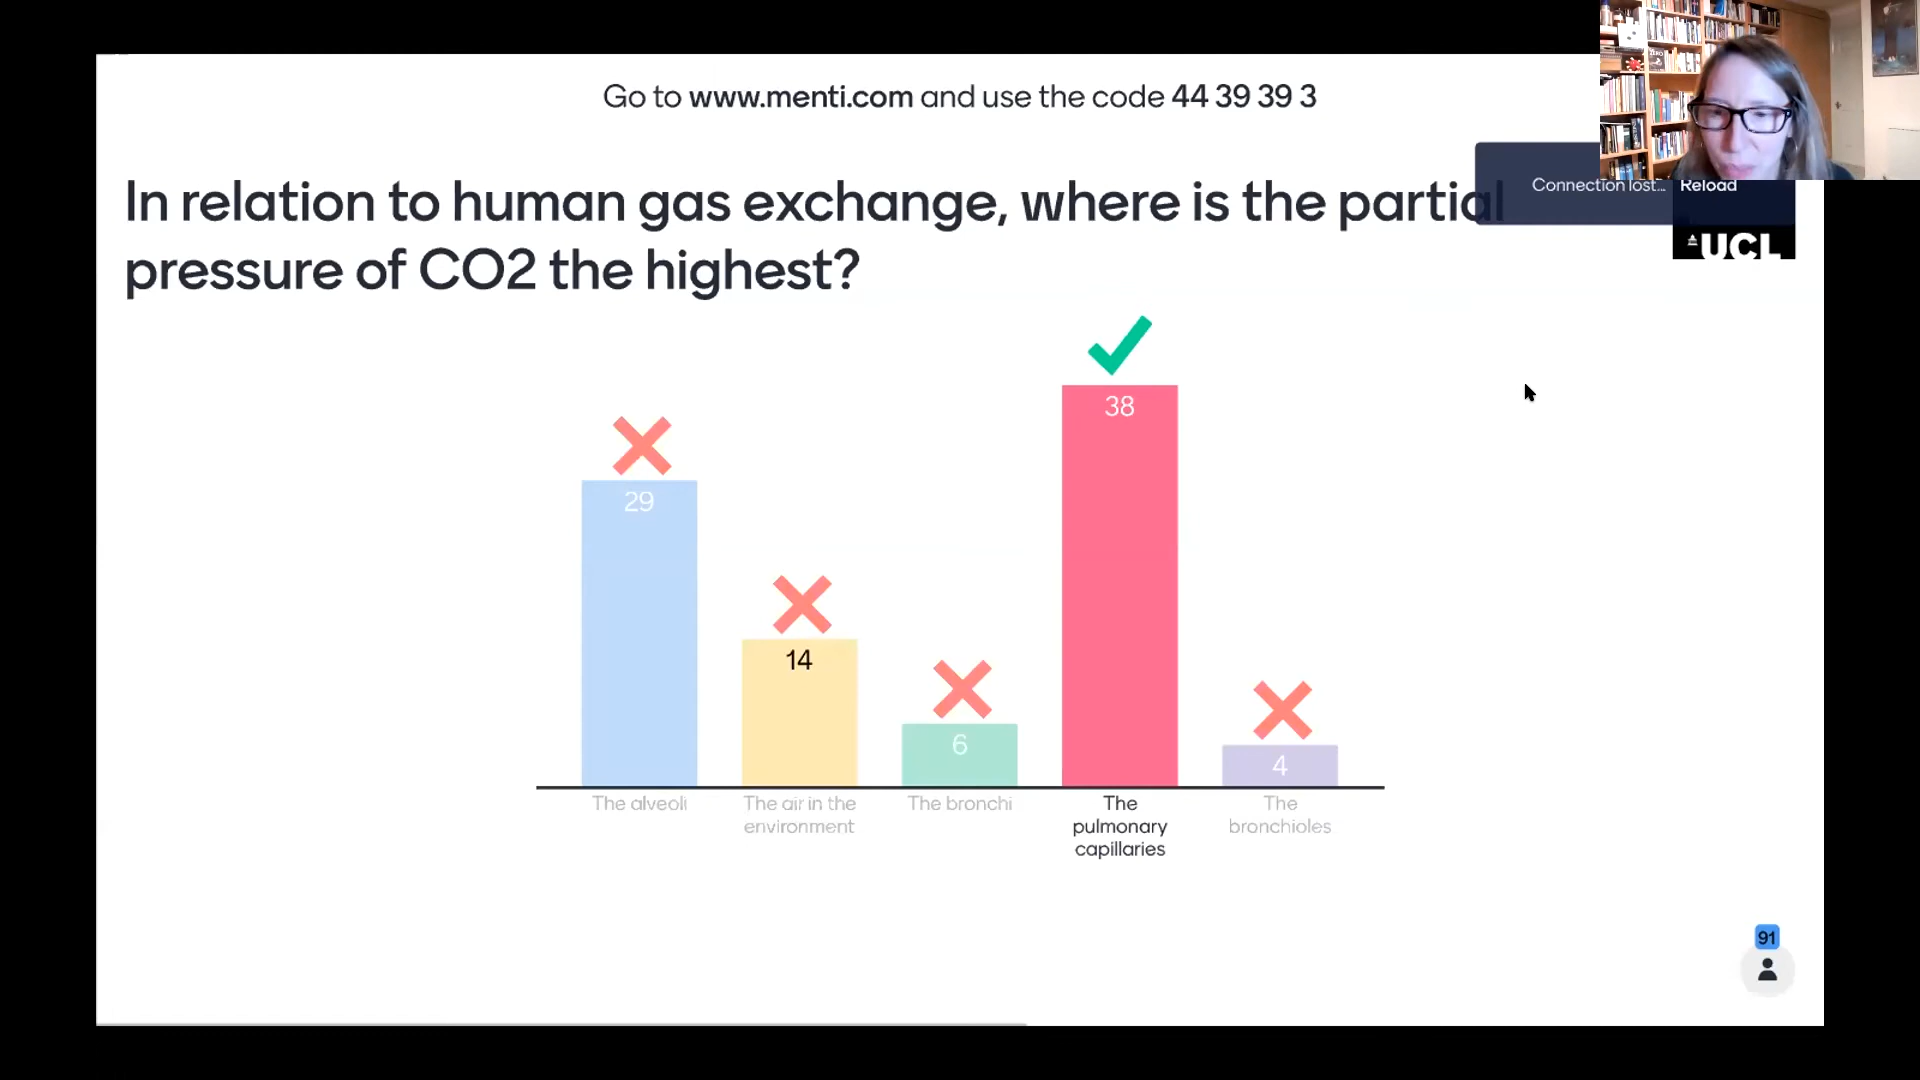 Go to www.menti.com and use the code 44 39 39 3
Connection lost... Reload
UCL
In relation to human gas exchange, where is the partial
pressure of CO2 the highest?
38
29
14
6
4
The alveoli
The air in the
environment
The bronchi
The
pulmonary
capillaries
The
bronchioles
91